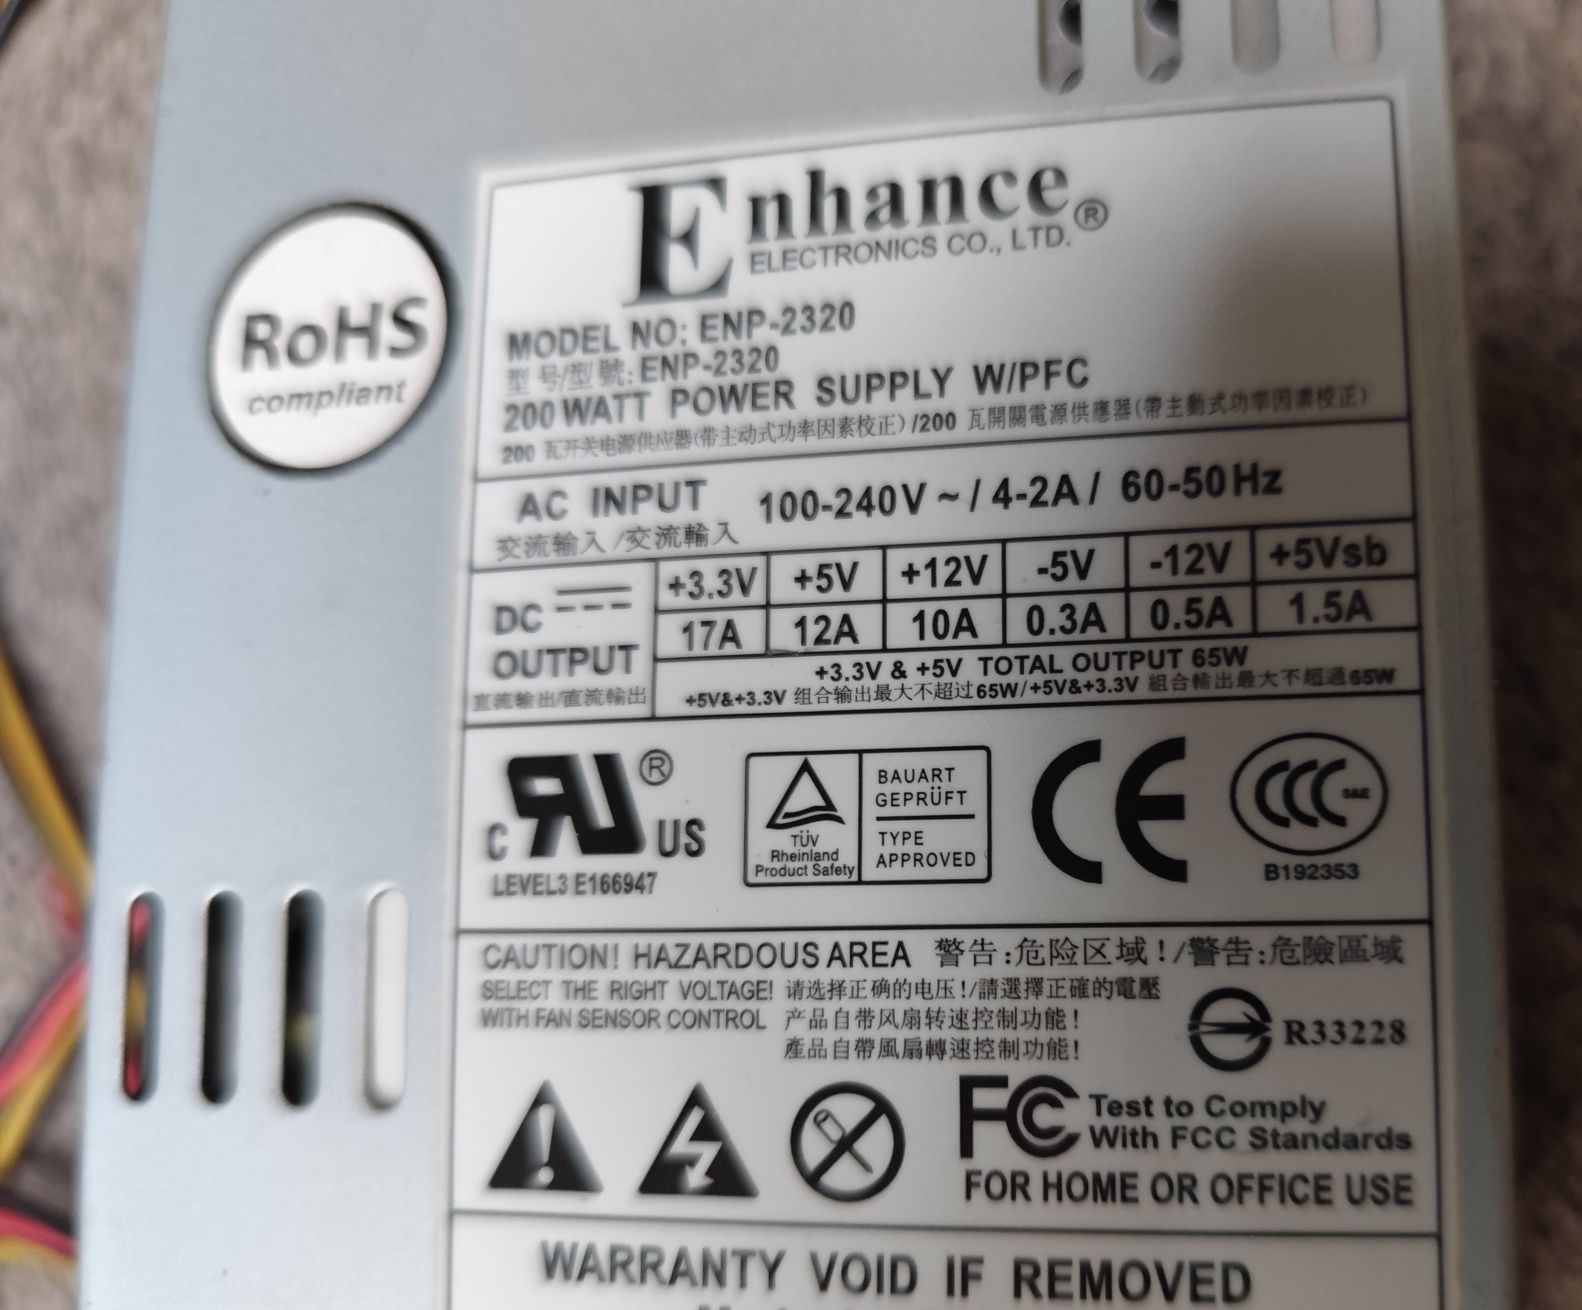 RoHS
compliant
Enhance®
ELECTRONICS CO., LTD.
MODEL NO: ENP-2320
型号/型號: ENP-2320
200 WATT POWER SUPPLY W/PFC
200 瓦开关电源供应器(带主动式功率因素校正)/200 瓦開關電源供應器(帶主動式功率因素校正)
AC INPUT 100-240V ~ / 4-2A / 60-50Hz
交流输入/交流輸入
DC OUTPUT
直流输出/直流輸出
+3.3V +5V +12V -5V -12V +5Vsb
17A 12A 10A 0.3A 0.5A 1.5A
+3.3V & +5V TOTAL OUTPUT 65W
+5V&+3.3V 组合输出最大不超过65W/+5V&+3.3V 組合輸出最大不超過65W
C RU US ®
LEVEL3 E166947
TÜV
Rheinland
Product Safety
BAUART
GEPRÜFT
TYPE
APPROVED
CE
CCC S&E
B192353
CAUTION! HAZARDOUS AREA 警告:危险区域!/警告:危險區域
SELECT THE RIGHT VOLTAGE! 请选择正确的电压!/請選擇正確的電壓
WITH FAN SENSOR CONTROL 产品自带风扇转速控制功能!
產品自帶風扇轉速控制功能!
R33228
FC Test to Comply
With FCC Standards
FOR HOME OR OFFICE USE
WARRANTY VOID IF REMOVED